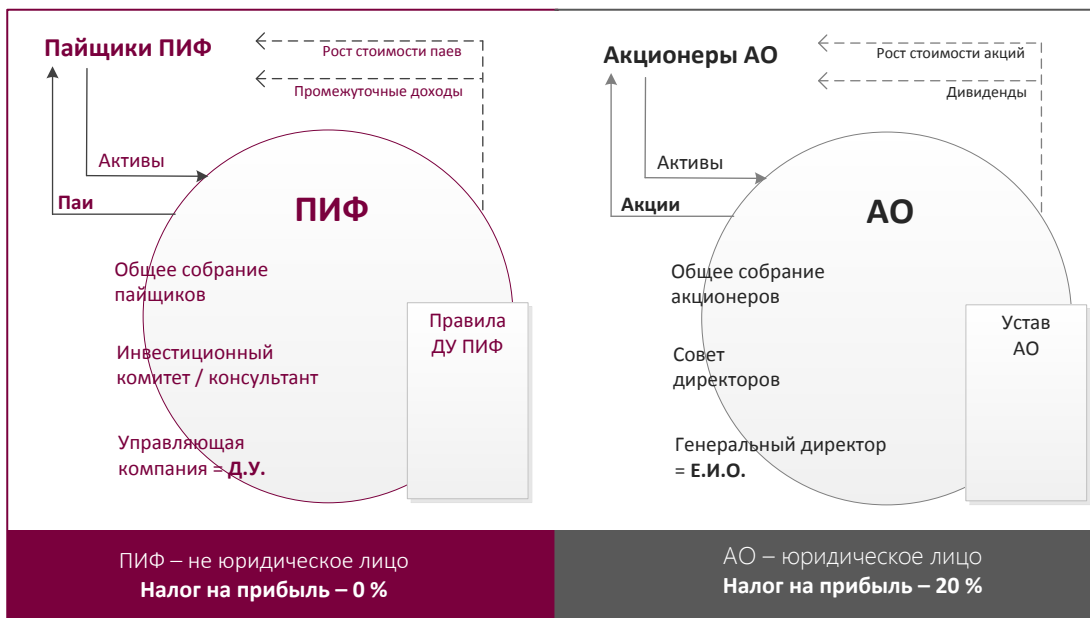 Пайщики ПИФ
Рост стоимости паев
Промежуточные доходы
Активы
Паи
ПИФ
Общее собрание
пайщиков
Инвестиционный
комитет / консультант
Управляющая
компания = Д.У.
Правила
ДУ ПИФ
ПИФ – не юридическое лицо
Налог на прибыль – 0 %
Акционеры АО
Рост стоимости акций
Дивиденды
Активы
Акции
АО
Общее собрание
акционеров
Совет
директоров
Генеральный директор
= Е.И.О.
Устав
АО
АО – юридическое лицо
Налог на прибыль – 20 %